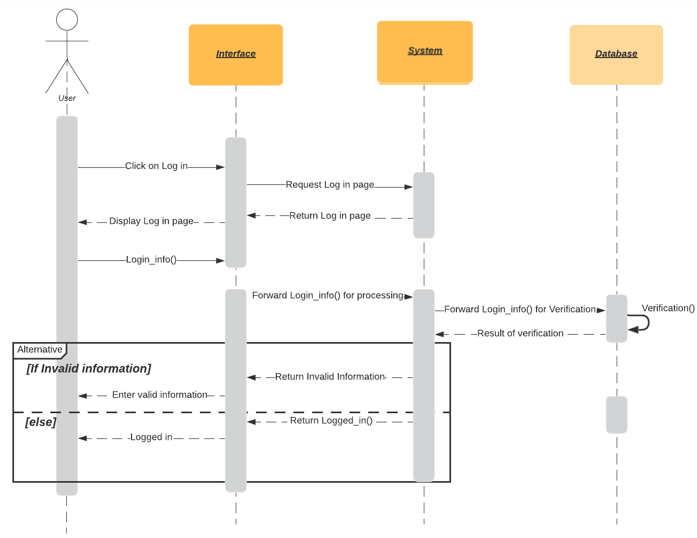 Interface
System
Database
User
Click on Log in
Request Log in page
Return Log in page
Display Log in page
Login_info()
Forward Login_info() for processing
Forward Login_info() for Verification
Verification()
Result of verification
Alternative
[If Invalid information]
Return Invalid Information
Enter valid information
[else]
Return Logged_in()
Logged in